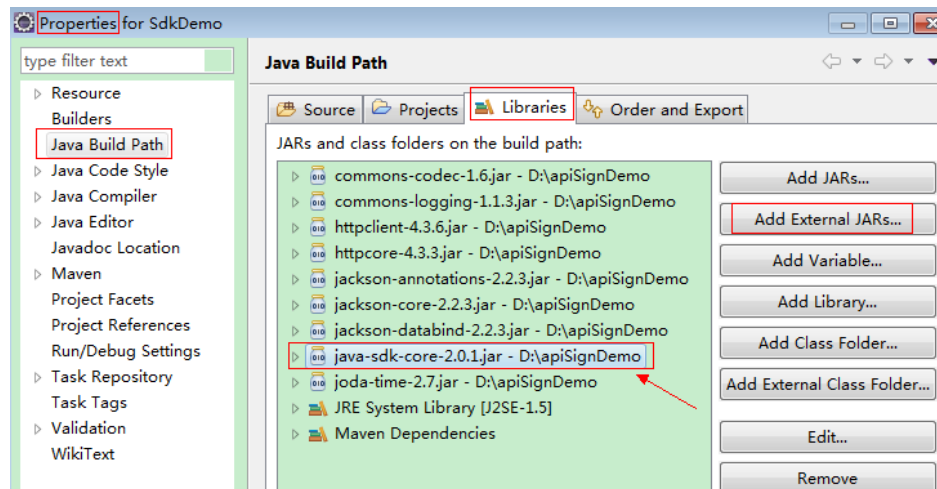 Properties for SdkDemo
type filter text
Resource
Builders
Java Build Path
Java Code Style
Java Compiler
Java Editor
Javadoc Location
Maven
Project Facets
Project References
Run/Debug Settings
Task Repository
Task Tags
Validation
WikiText
Java Build Path
Source
Projects
Libraries
Order and Export
JARs and class folders on the build path:
commons-codec-1.6.jar - D:\apiSignDemo
commons-logging-1.1.3.jar - D:\apiSignDemo
httpclient-4.3.6.jar - D:\apiSignDemo
httpcore-4.3.3.jar - D:\apiSignDemo
jackson-annotations-2.2.3.jar - D:\apiSignDemo
jackson-core-2.2.3.jar - D:\apiSignDemo
jackson-databind-2.2.3.jar - D:\apiSignDemo
java-sdk-core-2.0.1.jar - D:\apiSignDemo
joda-time-2.7.jar - D:\apiSignDemo
JRE System Library [J2SE-1.5]
Maven Dependencies
Add JARs...
Add External JARs...
Add Variable...
Add Library...
Add Class Folder...
Add External Class Folder...
Edit...
Remove